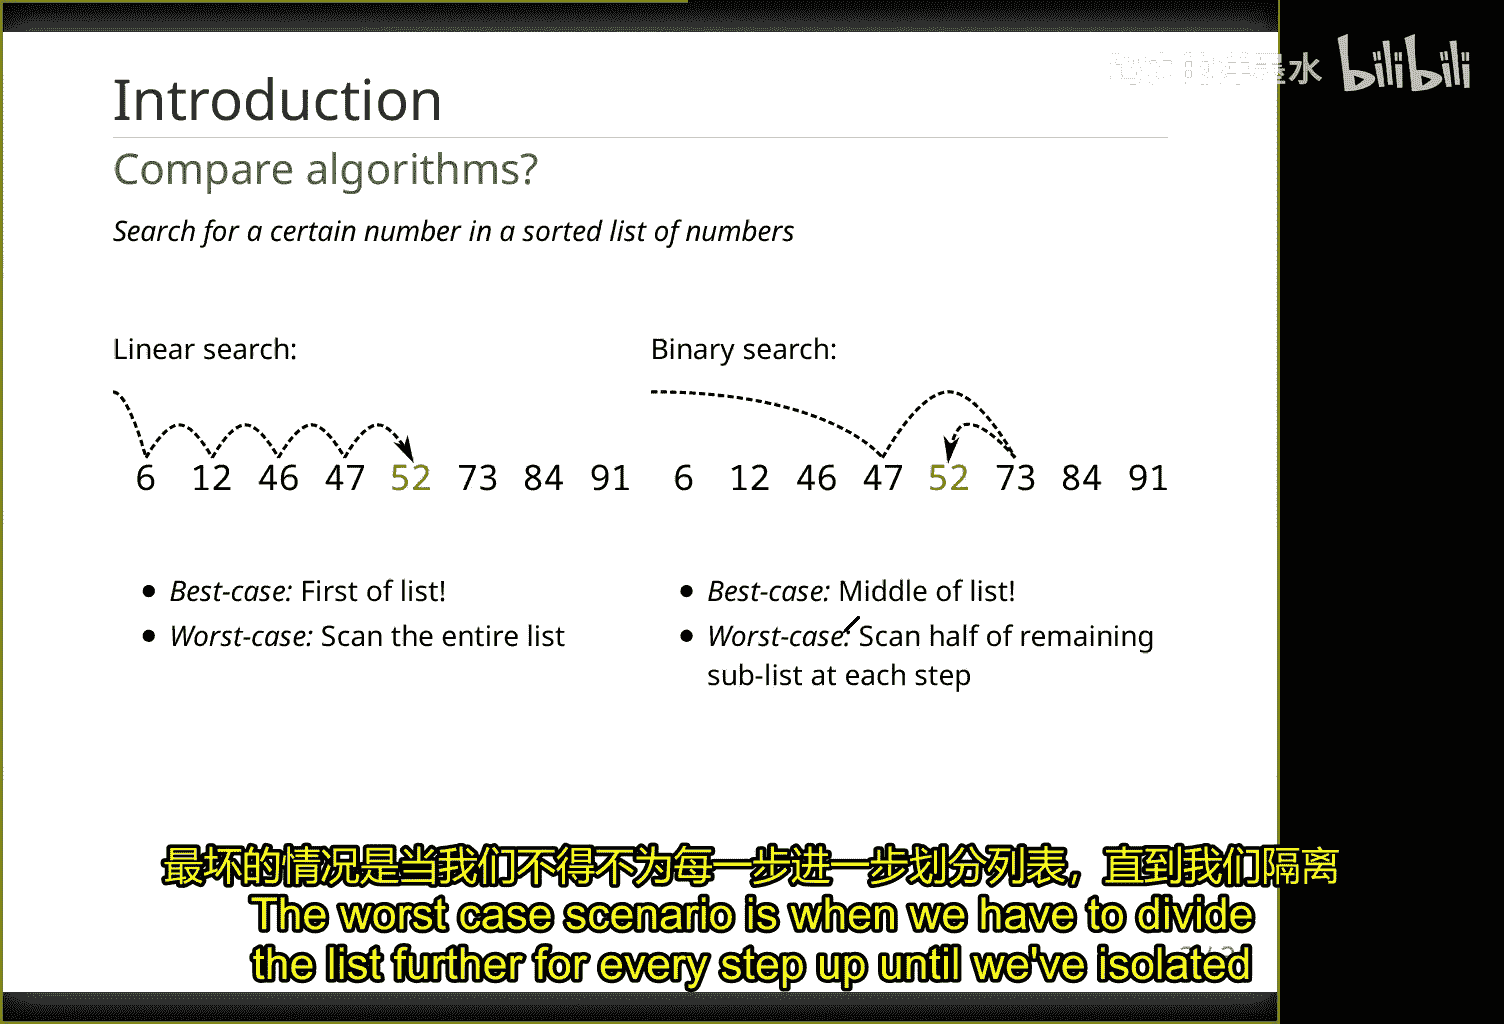 水 bilibili
Introduction
Compare algorithms?
Search for a certain number in a sorted list of numbers
Linear search:
Binary search:
6 12 46 47 52 73 84 91
6 12 46 47 52 73 84 91
• Best-case: First of list!
• Worst-case: Scan the entire list
• Best-case: Middle of list!
• Worst-case: Scan half of remaining
sub-list at each step
最坏的情况是当我们不得不为每一步进一步划分列表，直到我们隔离
The worst case scenario is when we have to divide
the list further for every step up until we've isolated